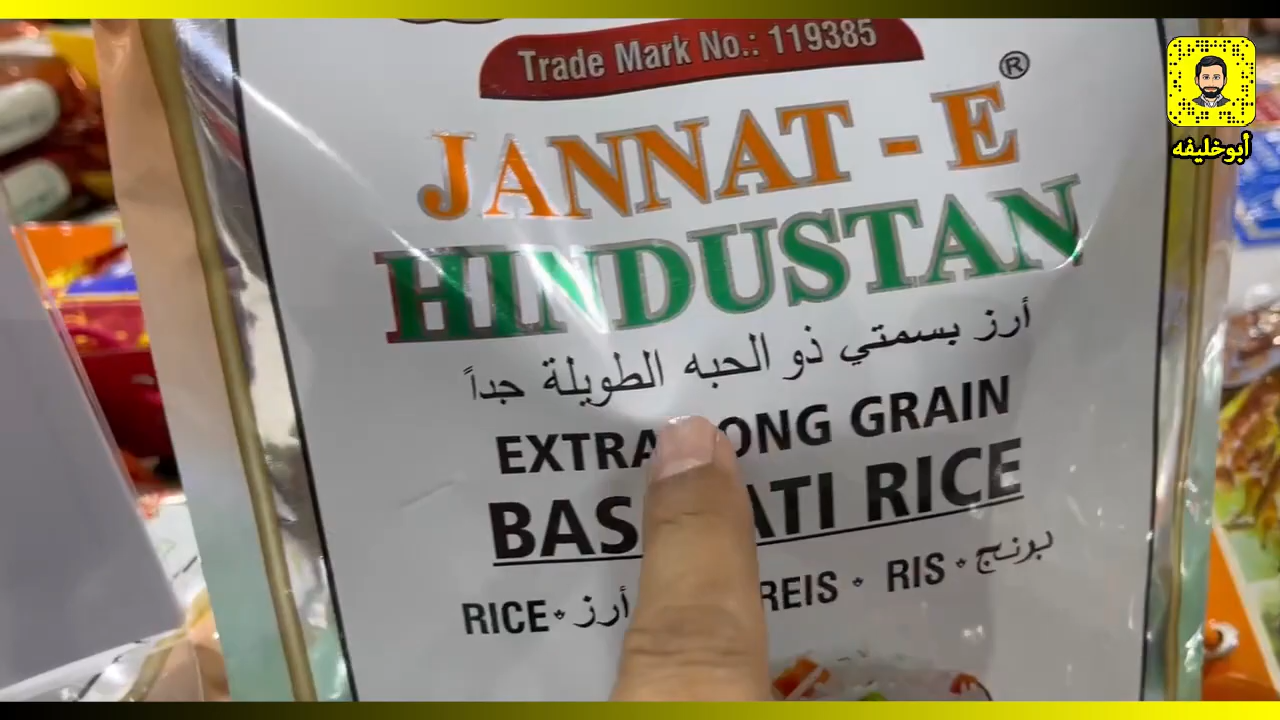 Trade Mark No.: 119385
JANNAT - E ®
HINDUSTAN
أرز بسمتي ذو الحبه الطويلة جداً
EXTRA ONG GRAIN
BAS ATI RICE
RICE • أرز REIS • RIS • برنج
أبوخليفه